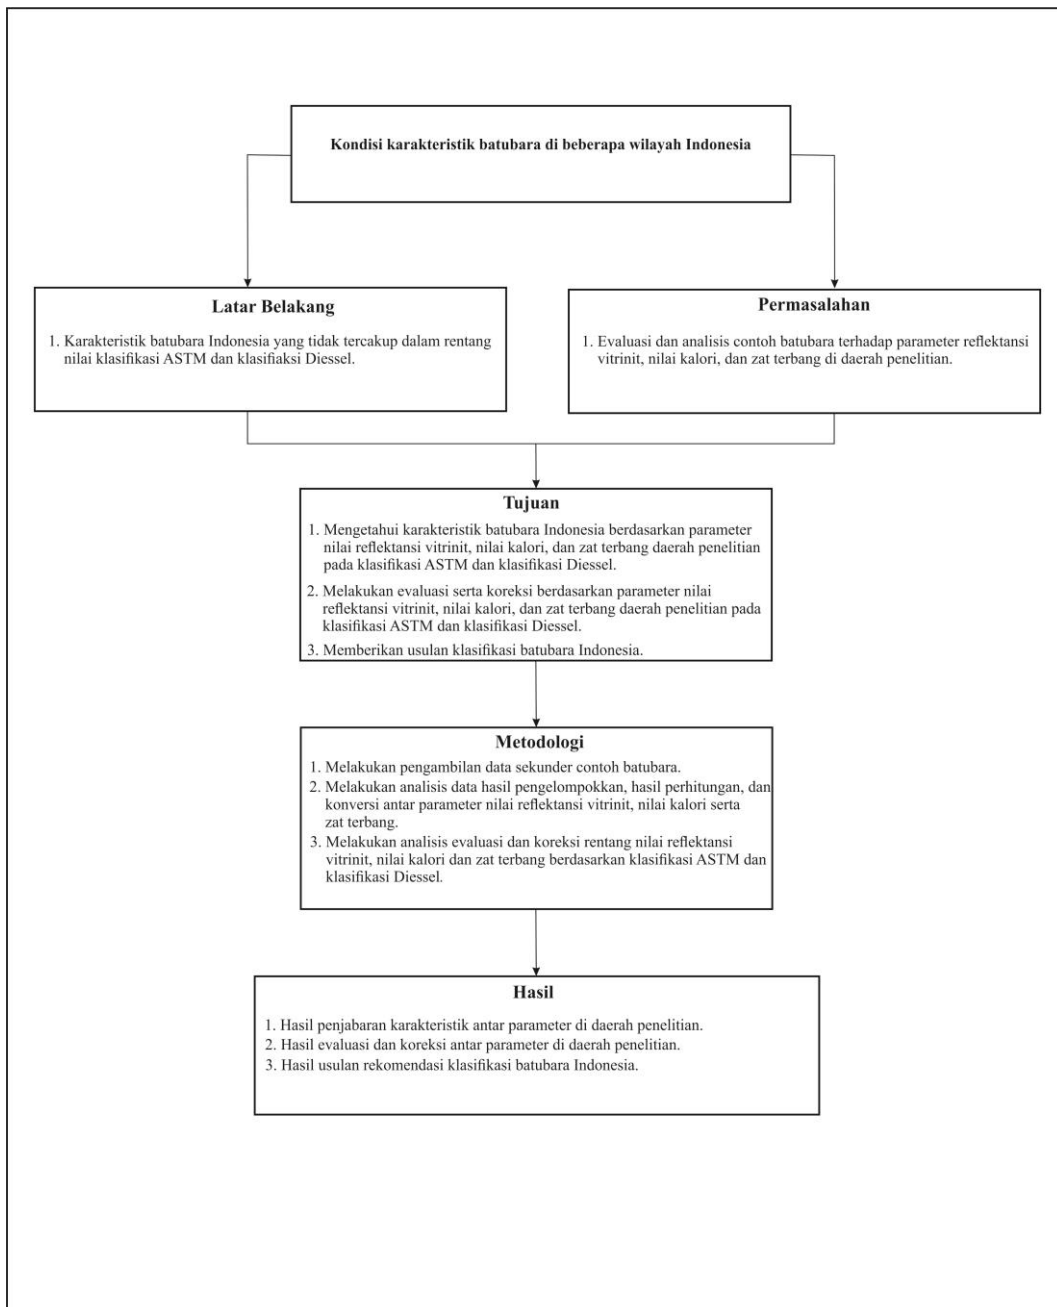 Kondisi karakteristik batubara di beberapa wilayah Indonesia
Latar Belakang
1. Karakteristik batubara Indonesia yang tidak tercakup dalam rentang
nilai klasifikasi ASTM dan klasifiaksi Diessel.
Permasalahan
1. Evaluasi dan analisis contoh batubara terhadap parameter reflektansi
vitrinit, nilai kalori, dan zat terbang di daerah penelitian.
Tujuan
1. Mengetahui karakteristik batubara Indonesia berdasarkan parameter
nilai reflektansi vitrinit, nilai kalori, dan zat terbang daerah penelitian
pada klasifikasi ASTM dan klasifikasi Diessel.
2. Melakukan evaluasi serta koreksi berdasarkan parameter nilai
reflektansi vitrinit, nilai kalori, dan zat terbang daerah penelitian pada
klasifikasi ASTM dan klasifikasi Diessel.
3. Memberikan usulan klasifikasi batubara Indonesia.
Metodologi
1. Melakukan pengambilan data sekunder contoh batubara.
2. Melakukan analisis data hasil pengelompokkan, hasil perhitungan, dan
konversi antar parameter nilai reflektansi vitrinit, nilai kalori serta
zat terbang.
3. Melakukan analisis evaluasi dan koreksi rentang nilai reflektansi
vitrinit, nilai kalori dan zat terbang berdasarkan klasifikasi ASTM dan
klasifikasi Diessel.
Hasil
1. Hasil penjabaran karakteristik antar parameter di daerah penelitian.
2. Hasil evaluasi dan koreksi antar parameter di daerah penelitian.
3. Hasil usulan rekomendasi klasifikasi batubara Indonesia.